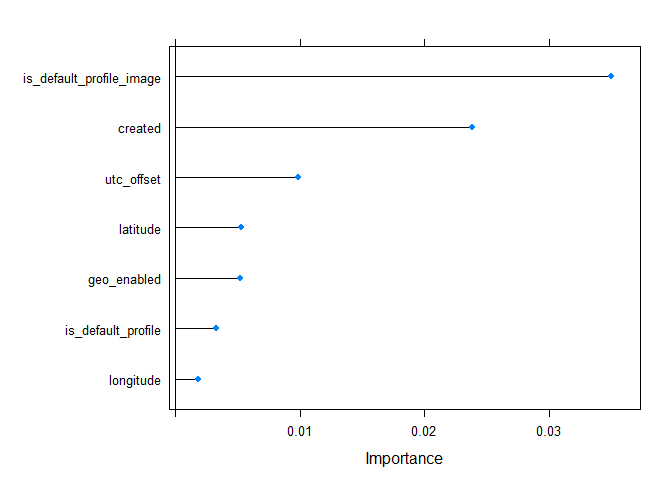 is_default_profile_image
created
utc_offset
latitude
geo_enabled
is_default_profile
longitude
0.01 0.02 0.03
Importance